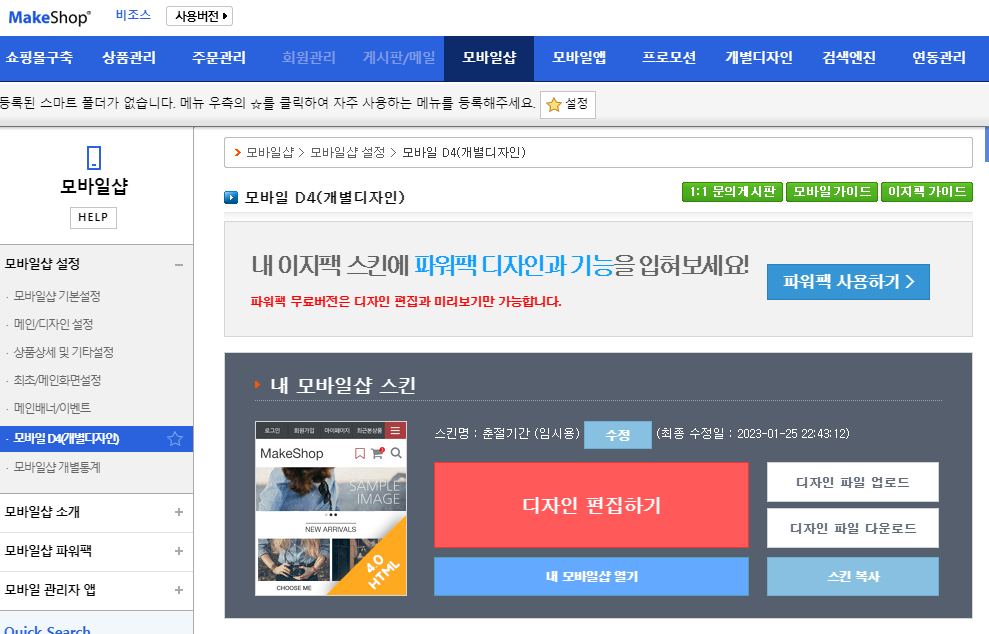 MakeShop® 비조스 사용버전
쇼핑몰구축 상품관리 주문관리 회원관리 게시판/메일 모바일샵 모바일앱 프로모션 개별디자인 검색엔진 연동관리
등록된 스마트 폴더가 없습니다. 메뉴 우측의 ☆를 클릭하여 자주 사용하는 메뉴를 등록해주세요. 설정
모바일샵
HELP
모바일샵 설정
· 모바일샵 기본설정
· 메인/디자인 설정
· 상품상세 및 기타설정
· 최초/메인화면설정
· 메인배너/이벤트
· 모바일 D4(개별디자인)
· 모바일샵 개별통계
모바일샵 소개
모바일샵 파워팩
모바일 관리자 앱
Quick Search
모바일샵 > 모바일샵 설정 > 모바일 D4(개별디자인)
모바일 D4(개별디자인)
1:1 문의게시판 모바일가이드 이지팩 가이드
내 이지팩 스킨에 파워팩 디자인과 기능을 입혀보세요!
파워팩 무료버전은 디자인 편집과 미리보기만 가능합니다.
파워팩 사용하기 >
내 모바일샵 스킨
로그인 회원가입 마이페이지 최근본상품
MakeShop
SAMPLE
IMAGE
NEW ARRIVALS
4.0
HTML
CHOOSE ME
스킨명 : 춘절기간 (임시용) 수정 (최종 수정일 : 2023-01-25 22:43:12)
디자인 편집하기
디자인 파일 업로드
디자인 파일 다운로드
내 모바일샵 열기
스킨 복사